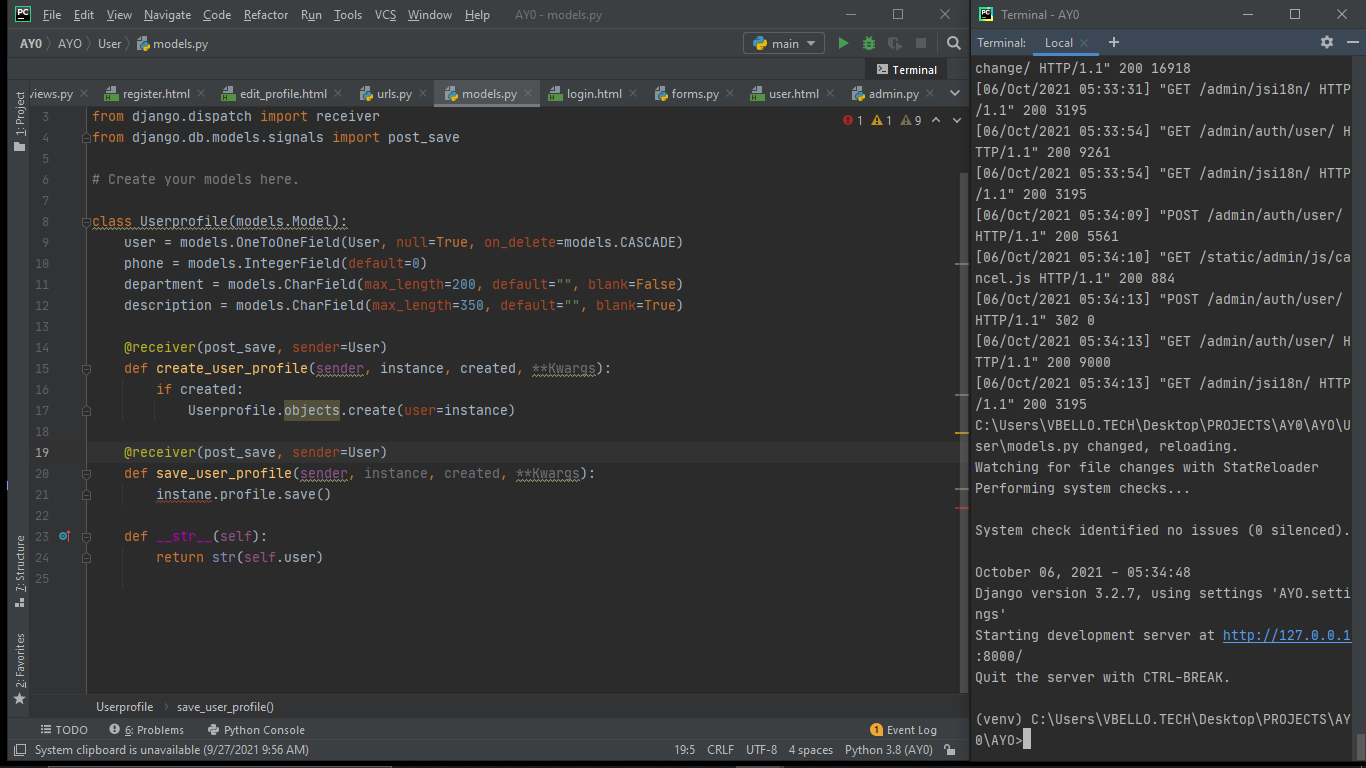 File Edit View Navigate Code Refactor Run Tools VCS Window Help AY0 - models.py
AY0 AYO User models.py main
Terminal
views.py register.html edit_profile.html urls.py models.py login.html forms.py user.html admin.py
1: Project
7: Structure
2: Favorites
1 1 9
3 from django.dispatch import receiver
4 from django.db.models.signals import post_save
5
6 # Create your models here.
7
8 class Userprofile(models.Model):
9 user = models.OneToOneField(User, null=True, on_delete=models.CASCADE)
10 phone = models.IntegerField(default=0)
11 department = models.CharField(max_length=200, default="", blank=False)
12 description = models.CharField(max_length=350, default="", blank=True)
13
14 @receiver(post_save, sender=User)
15 def create_user_profile(sender, instance, created, **Kwargs):
16 if created:
17 Userprofile.objects.create(user=instance)
18
19 @receiver(post_save, sender=User)
20 def save_user_profile(sender, instance, created, **Kwargs):
21 instane.profile.save()
22
23 def __str__(self):
24 return str(self.user)
25
Userprofile save_user_profile()
TODO 6: Problems Python Console 1 Event Log
System clipboard is unavailable (9/27/2021 9:56 AM) 19:5 CRLF UTF-8 4 spaces Python 3.8 (AY0)
Terminal - AY0
Terminal: Local
change/ HTTP/1.1" 200 16918
[06/Oct/2021 05:33:31] "GET /admin/jsi18n/ HTTP
/1.1" 200 3195
[06/Oct/2021 05:33:54] "GET /admin/auth/user/ H
TTP/1.1" 200 9261
[06/Oct/2021 05:33:54] "GET /admin/jsi18n/ HTTP
/1.1" 200 3195
[06/Oct/2021 05:34:09] "POST /admin/auth/user/
HTTP/1.1" 200 5561
[06/Oct/2021 05:34:10] "GET /static/admin/js/ca
ncel.js HTTP/1.1" 200 884
[06/Oct/2021 05:34:13] "POST /admin/auth/user/
HTTP/1.1" 302 0
[06/Oct/2021 05:34:13] "GET /admin/auth/user/ H
TTP/1.1" 200 9000
[06/Oct/2021 05:34:13] "GET /admin/jsi18n/ HTTP
/1.1" 200 3195
C:\Users\VBELLO.TECH\Desktop\PROJECTS\AY0\AYO\U
ser\models.py changed, reloading.
Watching for file changes with StatReloader
Performing system checks...
System check identified no issues (0 silenced).
October 06, 2021 - 05:34:48
Django version 3.2.7, using settings 'AYO.setti
ngs'
Starting development server at http://127.0.0.1
:8000/
Quit the server with CTRL-BREAK.
(venv) C:\Users\VBELLO.TECH\Desktop\PROJECTS\AY
0\AYO>